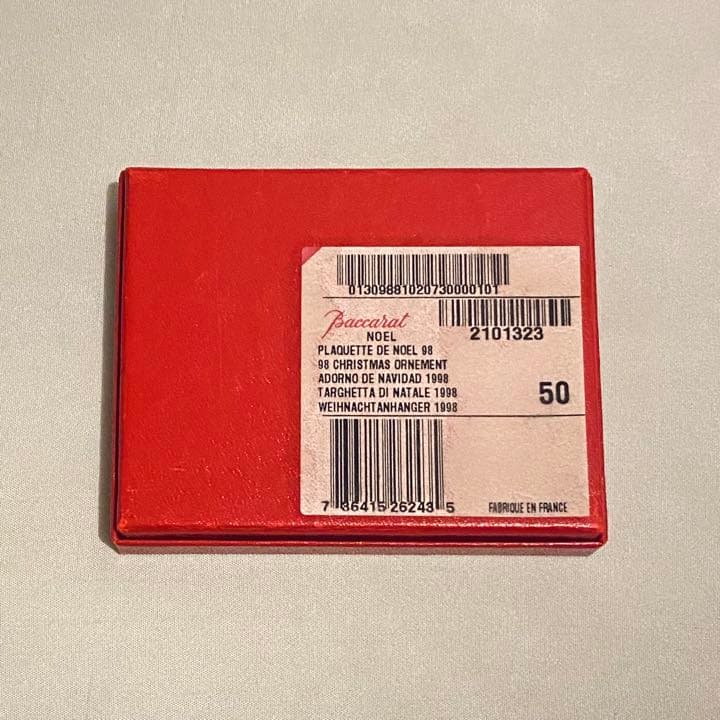 01309881020730000101
Baccarat
2101323
NOEL
PLAQUETTE DE NOEL 98
98 CHRISTMAS ORNEMENT
ADORNO DE NAVIDAD 1998
TARGHETTA DI NATALE 1998
WEIHNACHTANHANGER 1998
50
7 36415 26243 5
FABRIQUE EN FRANCE